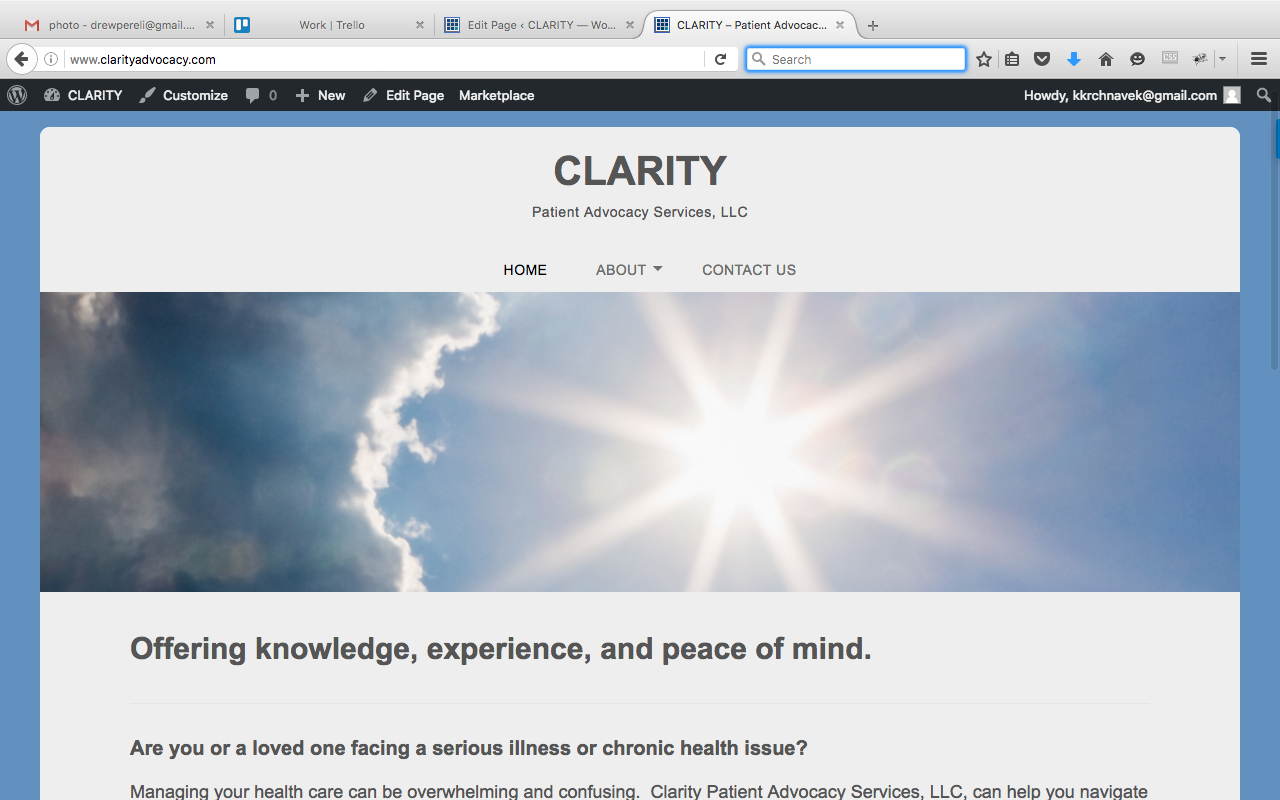 photo - drewpereli@gmail....
Work | Trello
Edit Page ‹ CLARITY — Wo...
CLARITY – Patient Advocac...
www.clarityadvocacy.com
Search
CSS
CLARITY
Customize
0
New
Edit Page
Marketplace
Howdy, kkrchnavek@gmail.com
CLARITY
Patient Advocacy Services, LLC
HOME
ABOUT
CONTACT US
Offering knowledge, experience, and peace of mind.
Are you or a loved one facing a serious illness or chronic health issue?
Managing your health care can be overwhelming and confusing.  Clarity Patient Advocacy Services, LLC, can help you navigate